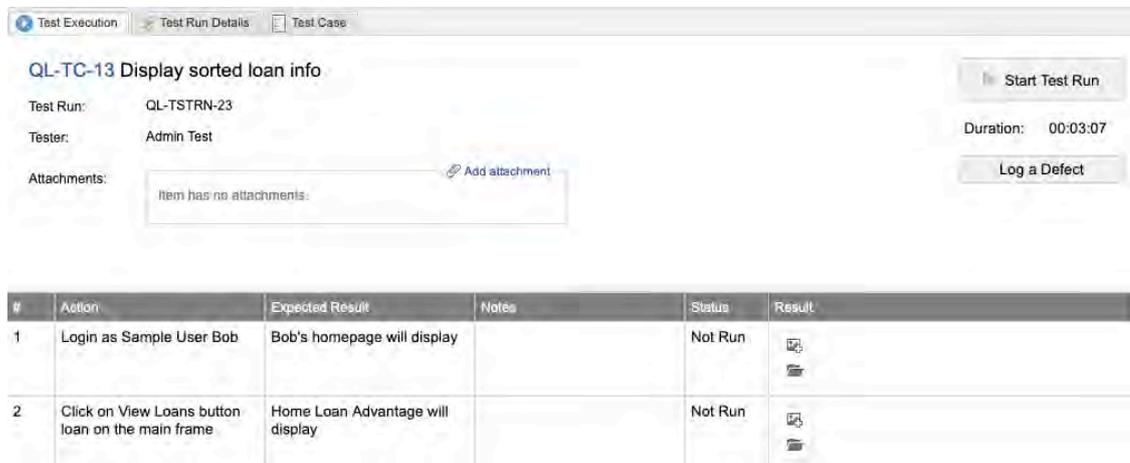 Test Execution Test Run Details Test Case
QL-TC-13 Display sorted loan info
Start Test Run
Test Run: QL-TSTRN-23
Duration: 00:03:07
Tester: Admin Test
Log a Defect
Attachments: Add attachment
Item has no attachments.
# Action Expected Result Notes Status Result
1 Login as Sample User Bob Bob's homepage will display Not Run
2 Click on View Loans button Home Loan Advantage will Not Run
loan on the main frame display